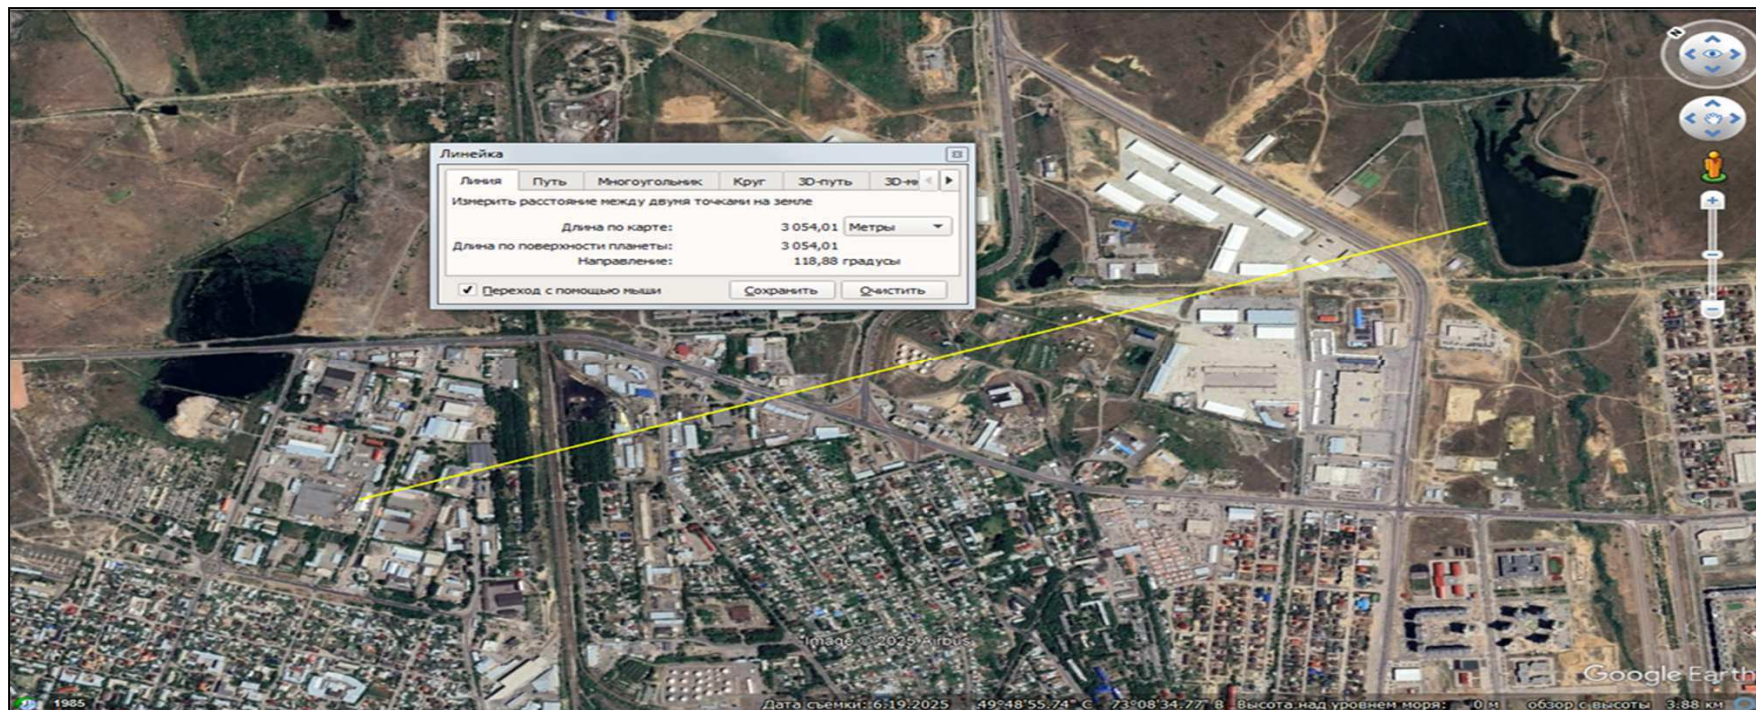 N
Линейка
Линия Путь Многоугольник Круг 3D-путь
Измерить расстояние между двумя точками на земле
Длина по карте: 3 054,01 Метры
Длина по поверхности планеты: 3 054,01
Направление: 118,88 градусы
Переход с помощью мыши Сохранить Очистить
Image © 2025 Airbus
Google Earth
1985
Дата съемки: 6.19.2025 49°48'55.74" С 73°08'34.77" В Высота над уровнем моря: 0 м обзор с высоты 3.88 км